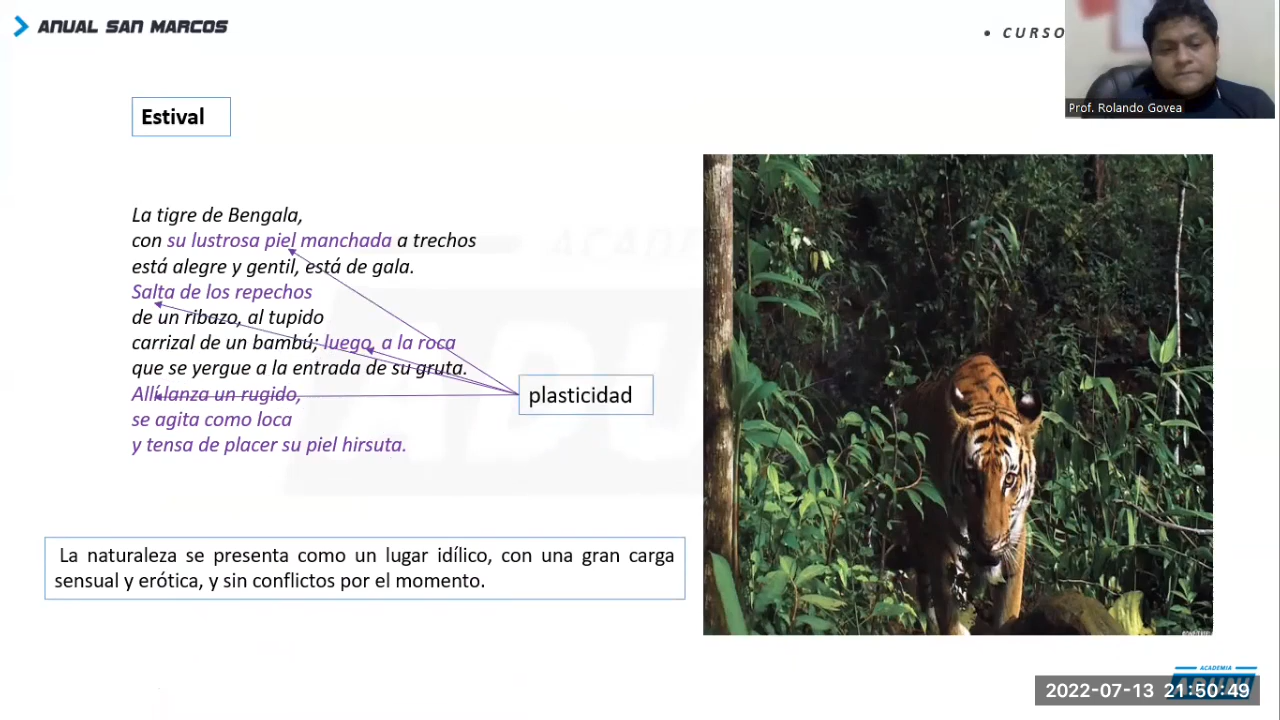 ANUAL SAN MARCOS
• CURSO
Prof. Rolando Govea
Estival
La tigre de Bengala,
con su lustrosa piel manchada a trechos
está alegre y gentil, está de gala.
Salta de los repechos
de un ribazo, al tupido
carrizal de un bambú; luego, a la roca
que se yergue a la entrada de su gruta.
Allí lanza un rugido,
se agita como loca
y tensa de placer su piel hirsuta.
plasticidad
La naturaleza se presenta como un lugar idílico, con una gran carga
sensual y erótica, y sin conflictos por el momento.
ACADEMIA
2022-07-13 21:50:49